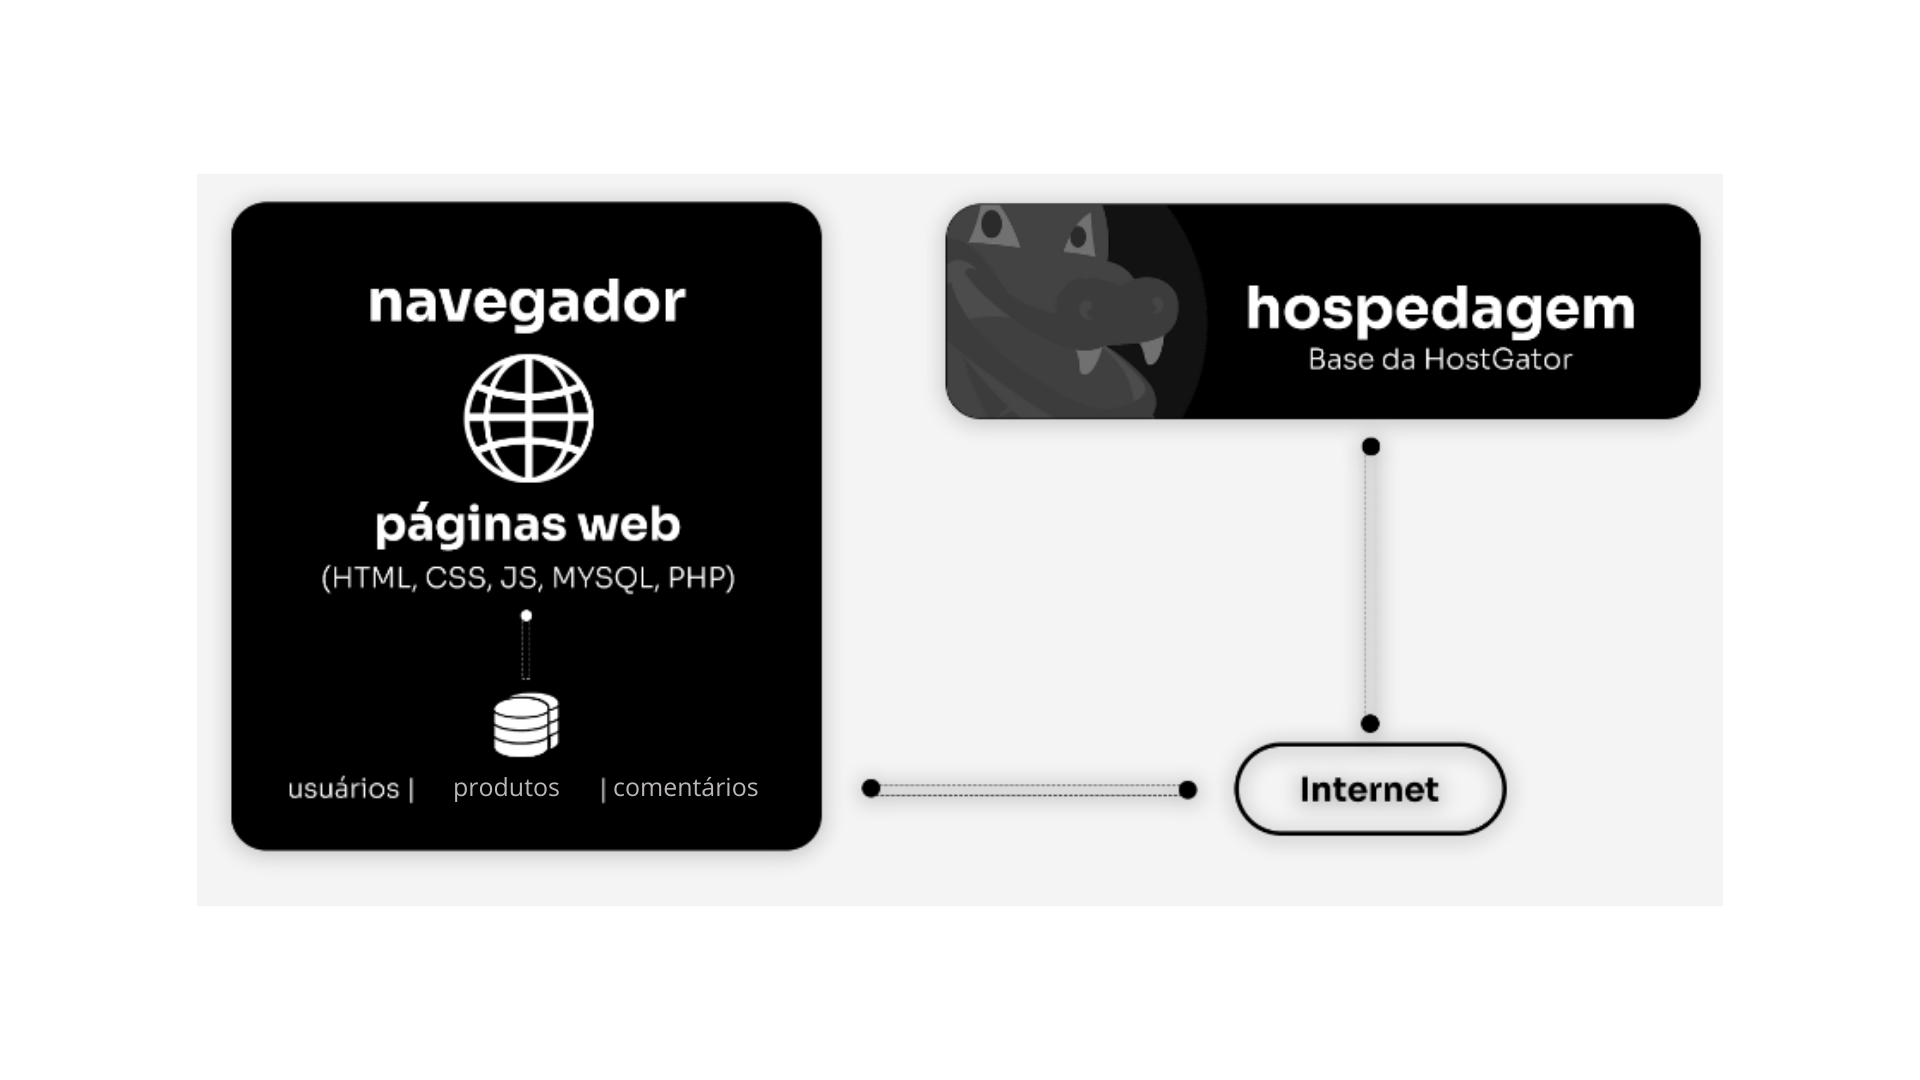 navegador
páginas web
(HTML, CSS, JS, MYSQL, PHP)
usuários | produtos | comentários
hospedagem
Base da HostGator
Internet